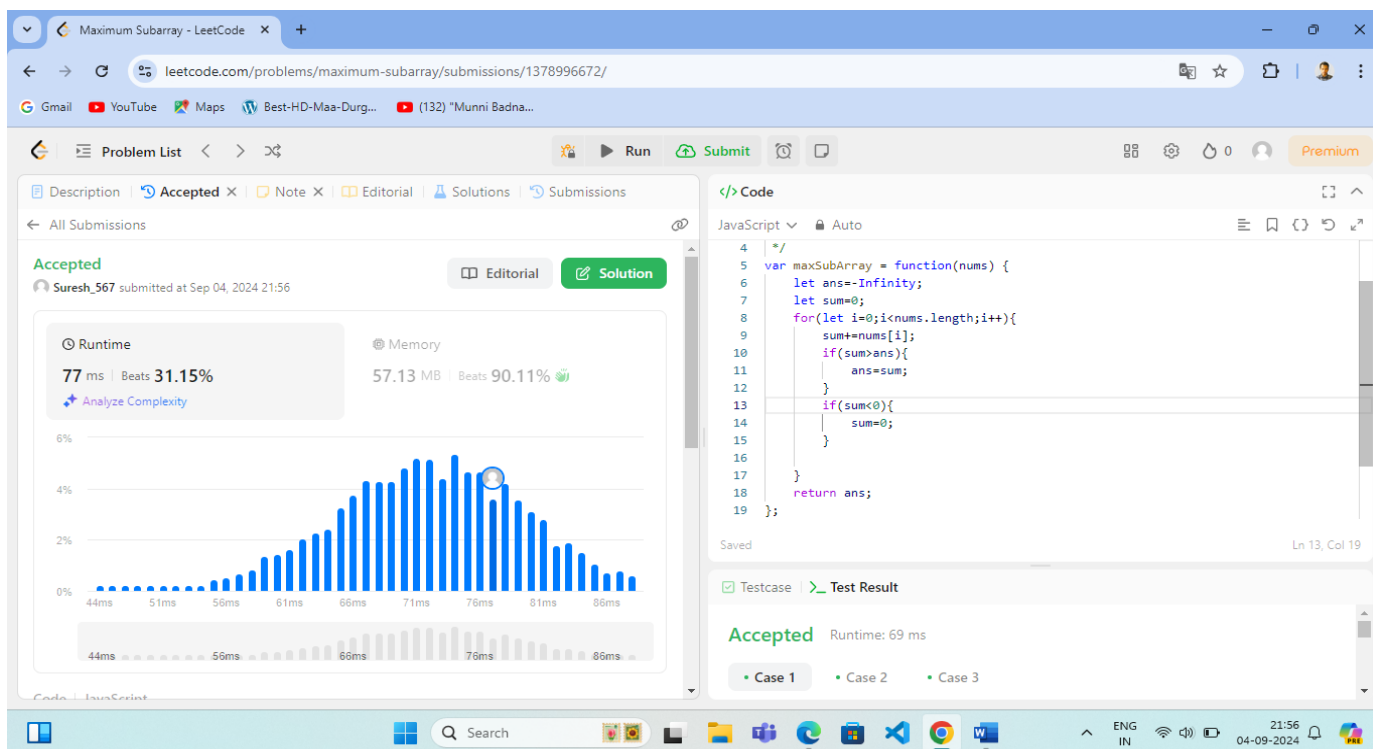 Maximum Subarray - LeetCode
leetcode.com/problems/maximum-subarray/submissions/1378996672/
Gmail YouTube Maps Best-HD-Maa-Durg... (132) "Munni Badna...
Problem List Run Submit 0 Premium
Description Accepted Note Editorial Solutions Submissions
All Submissions
Accepted
Suresh_567 submitted at Sep 04, 2024 21:56
Editorial Solution
Runtime
77 ms Beats 31.15%
Analyze Complexity
Memory
57.13 MB Beats 90.11%
6%
4%
2%
0%
44ms 51ms 56ms 61ms 66ms 71ms 76ms 81ms 86ms
44ms 56ms 66ms 76ms 86ms
Code JavaScript
</> Code
JavaScript Auto
4 */
5 var maxSubArray = function(nums) {
6 let ans=-Infinity;
7 let sum=0;
8 for(let i=0;i<nums.length;i++){
9 sum+=nums[i];
10 if(sum>ans){
11 ans=sum;
12 }
13 if(sum<0){
14 sum=0;
15 }
16
17 }
18 return ans;
19 };
Saved Ln 13, Col 19
Testcase >_ Test Result
Accepted Runtime: 69 ms
• Case 1 • Case 2 • Case 3
Search
ENG
IN
21:56
04-09-2024
PRE